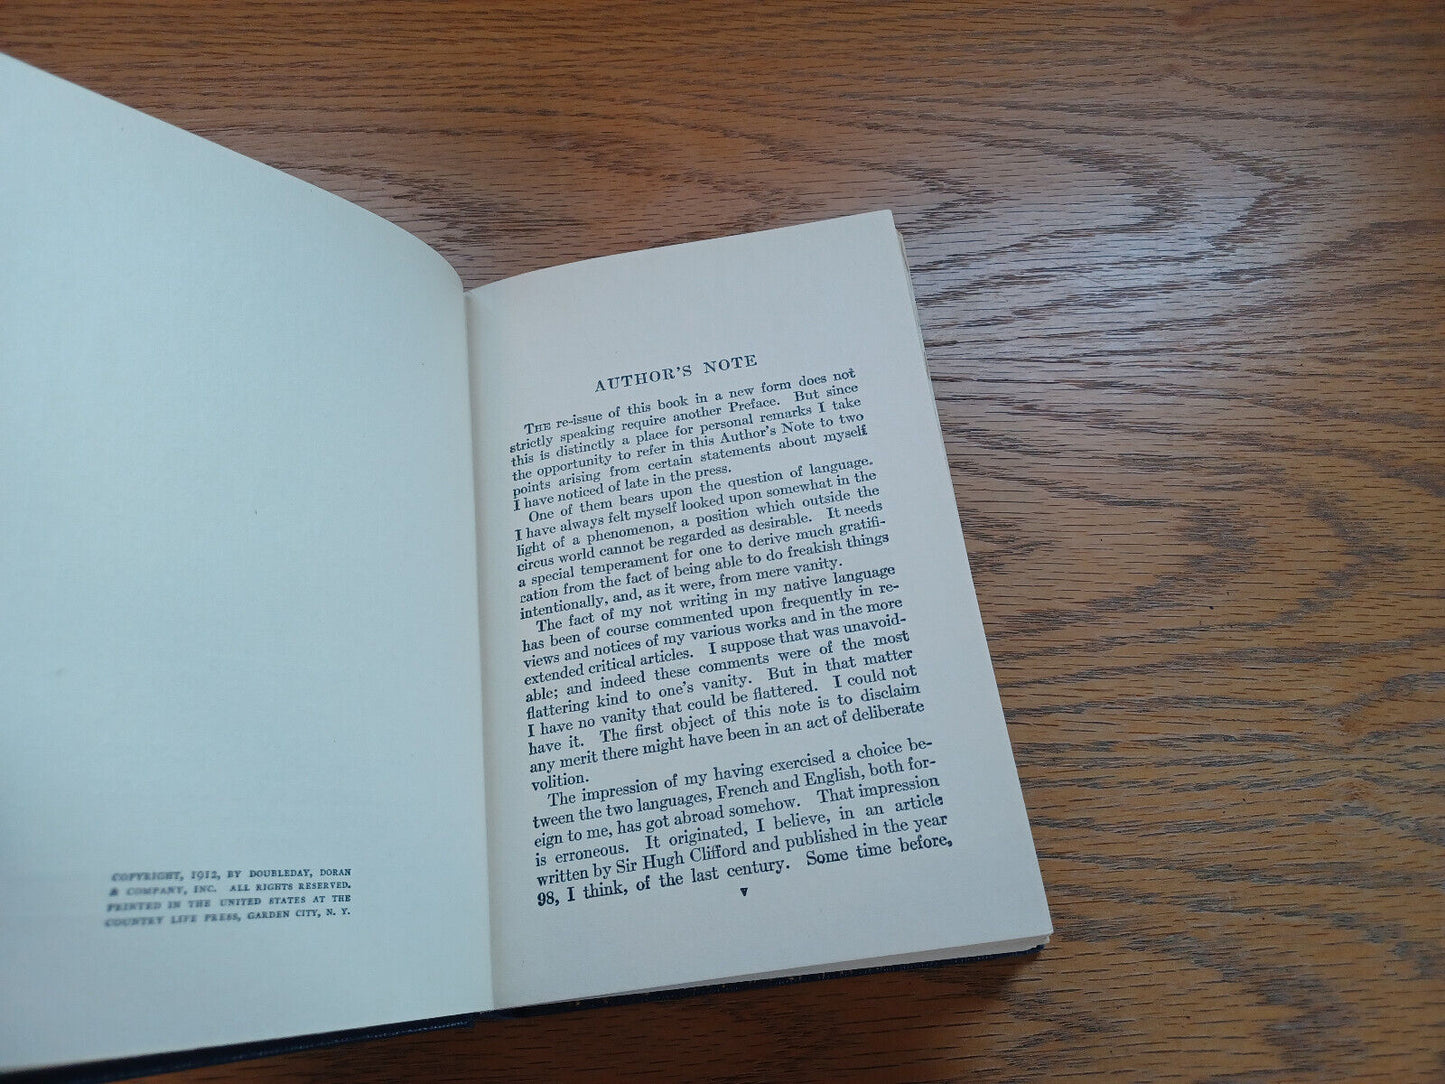 COPYRIGHT, 1912, BY DOUBLEDAY, DORAN
& COMPANY, INC. ALL RIGHTS RESERVED.
PRINTED IN THE UNITED STATES AT THE
COUNTRY LIFE PRESS, GARDEN CITY, N. Y.
AUTHOR'S NOTE
THE re-issue of this book in a new form does not
strictly speaking require another Preface. But since
this is distinctly a place for personal remarks I take
the opportunity to refer in this Author's Note to two
points arising from certain statements about myself
I have noticed of late in the press.
One of them bears upon the question of language.
I have always felt myself looked upon somewhat in the
light of a phenomenon, a position which outside the
circus world cannot be regarded as desirable. It needs
a special temperament for one to derive much gratifi-
cation from the fact of being able to do freakish things
intentionally, and, as it were, from mere vanity.
The fact of my not writing in my native language
has been of course commented upon frequently in re-
views and notices of my various works and in the more
extended critical articles. I suppose that was unavoid-
able; and indeed these comments were of the most
flattering kind to one's vanity. But in that matter
I have no vanity that could be flattered. I could not
have it. The first object of this note is to disclaim
any merit there might have been in an act of deliberate
volition.
The impression of my having exercised a choice be-
tween the two languages, French and English, both for-
eign to me, has got abroad somehow. That impression
is erroneous. It originated, I believe, in an article
written by Sir Hugh Clifford and published in the year
98, I think, of the last century. Some time before,
v